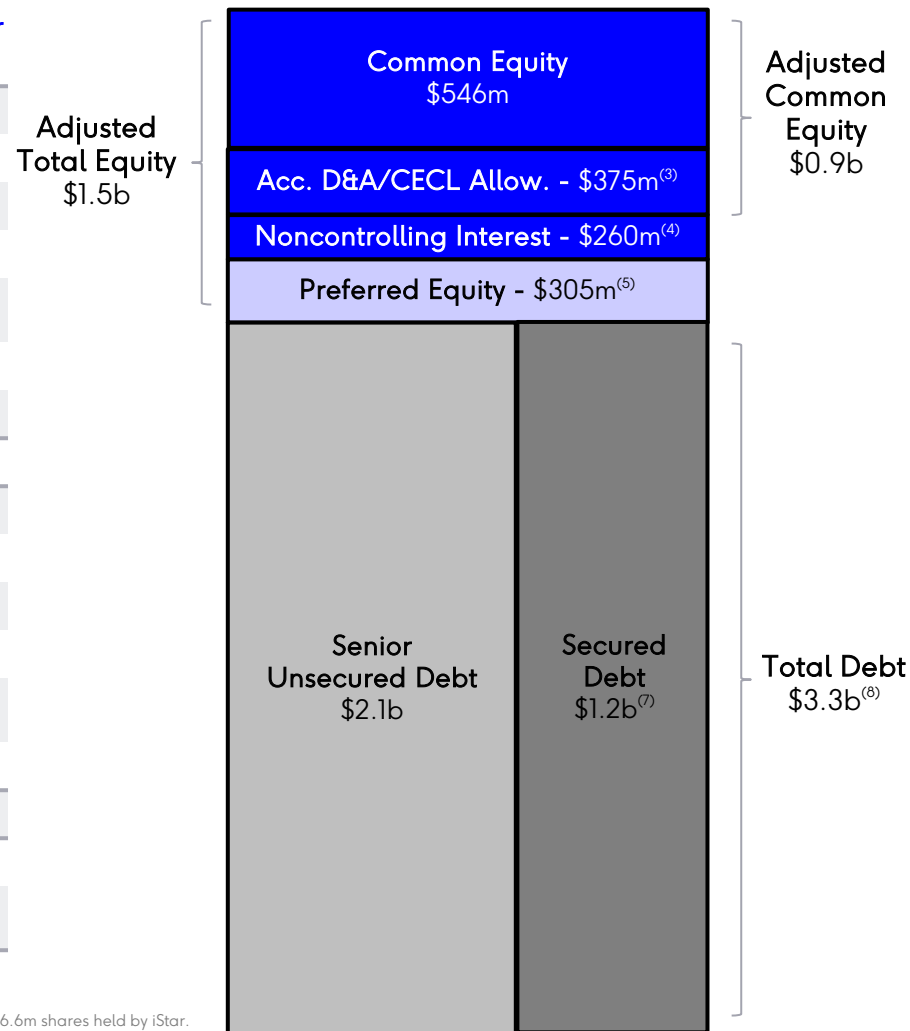 Common Equity
$546m
Adjusted
Total Equity
$1.5b
Adjusted
Common
Equity
$0.9b
Acc. D&A/CECL Allow. - $375m(3)
Noncontrolling Interest - $260m(4)
Preferred Equity - $305m(5)
Senior
Unsecured Debt
$2.1b
Secured
Debt
$1.2b(7)
Total Debt
$3.3b(8)
6.6m shares held by iStar.